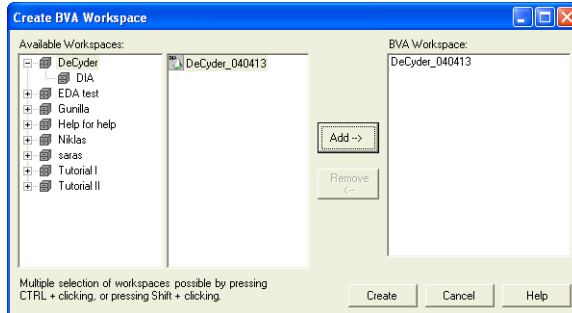 Create BVA Workspace
Available Workspaces:
BVA Workspace:
DeCyder
DIA
EDA test
Gunilla
Help for help
Niklas
saras
Tutorial I
Tutorial II
DeCyder_040413
Add -->
Remove
<--
DeCyder_040413
Multiple selection of workspaces possible by pressing
CTRL + clicking, or pressing Shift + clicking.
Create
Cancel
Help